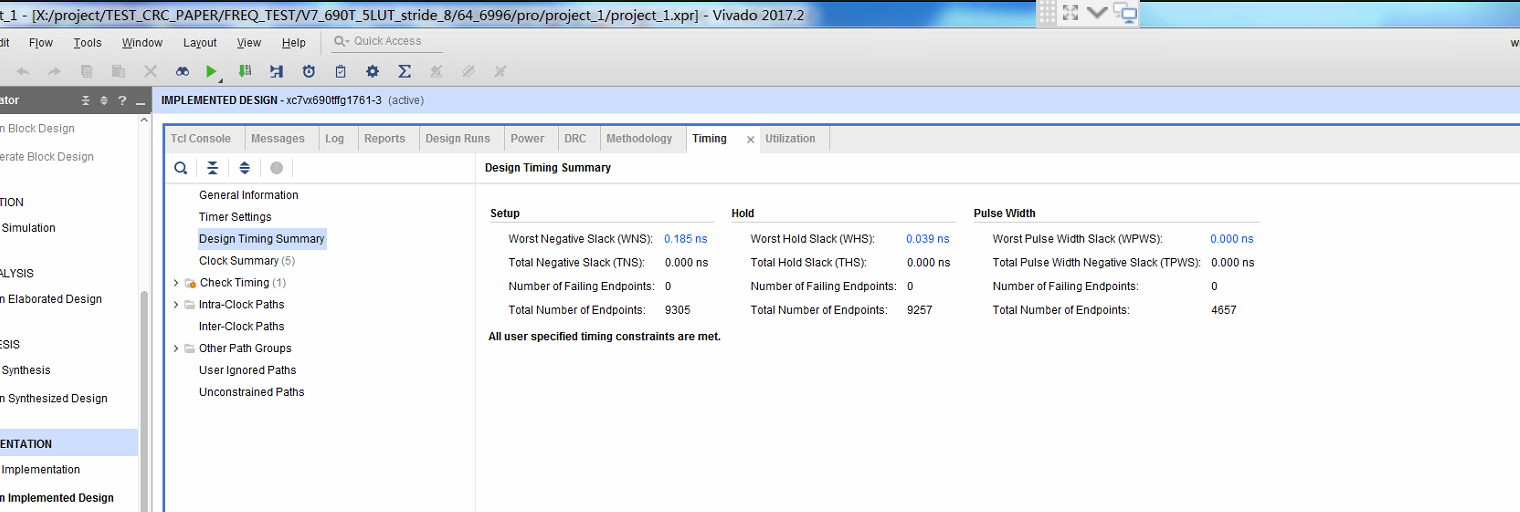 t_1 - [X:/project/TEST_CRC_PAPER/FREQ_TEST/V7_690T_5LUT_stride_8/64_6996/pro/project_1/project_1.xpr] - Vivado 2017.2
dit Flow Tools Window Layout View Help Quick Access
ator
IMPLEMENTED DESIGN - xc7vx690tffg1761-3 (active)
n Block Design
erate Block Design
TION
Simulation
ALYSIS
n Elaborated Design
ESIS
Synthesis
n Synthesized Design
ENTATION
Implementation
n Implemented Design
Tcl Console Messages Log Reports Design Runs Power DRC Methodology Timing Utilization
General Information
Timer Settings
Design Timing Summary
Clock Summary (5)
Check Timing (1)
Intra-Clock Paths
Inter-Clock Paths
Other Path Groups
User Ignored Paths
Unconstrained Paths
Design Timing Summary
Setup Hold Pulse Width
Worst Negative Slack (WNS): 0.185 ns Worst Hold Slack (WHS): 0.039 ns Worst Pulse Width Slack (WPWS): 0.000 ns
Total Negative Slack (TNS): 0.000 ns Total Hold Slack (THS): 0.000 ns Total Pulse Width Negative Slack (TPWS): 0.000 ns
Number of Failing Endpoints: 0 Number of Failing Endpoints: 0 Number of Failing Endpoints: 0
Total Number of Endpoints: 9305 Total Number of Endpoints: 9257 Total Number of Endpoints: 4657
All user specified timing constraints are met.